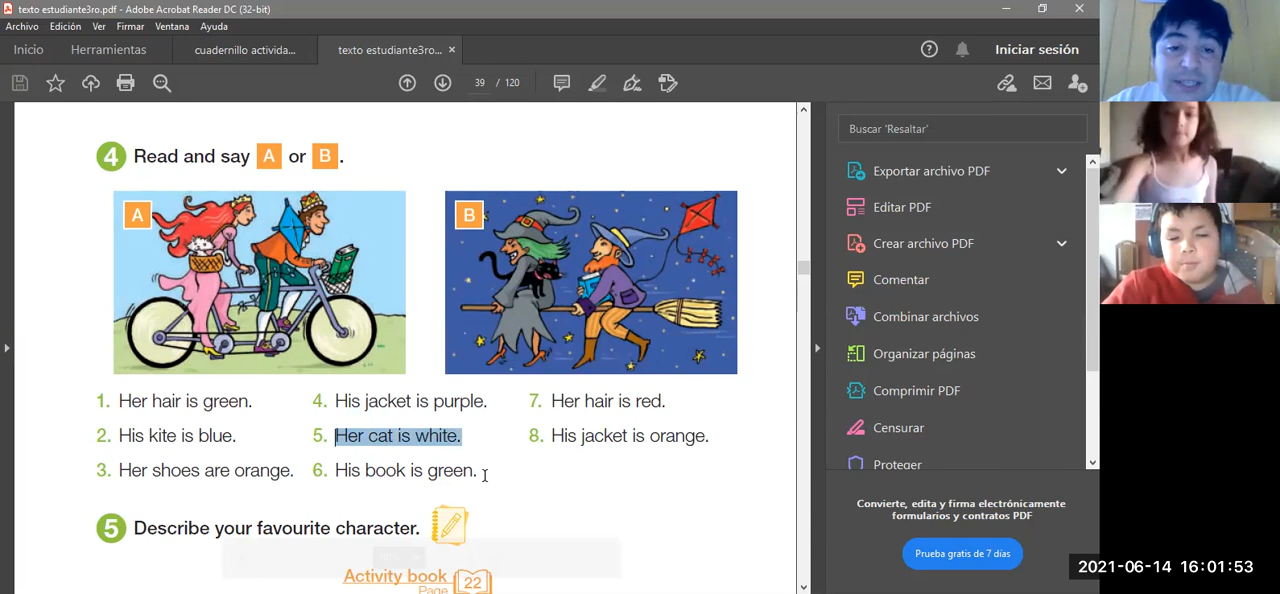 texto estudiante3ro.pdf - Adobe Acrobat Reader DC (32-bit)
Archivo Edición Ver Firmar Ventana Ayuda
Inicio Herramientas cuadernillo activida... texto estudiante3ro... × Iniciar sesión
39 / 120
4 Read and say A or B.
A
B
1. Her hair is green.
2. His kite is blue.
3. Her shoes are orange.
4. His jacket is purple.
5. Her cat is white.
6. His book is green.
7. Her hair is red.
8. His jacket is orange.
5 Describe your favourite character.
Activity book
Page 22
Buscar 'Resaltar'
Exportar archivo PDF
Editar PDF
Crear archivo PDF
Comentar
Combinar archivos
Organizar páginas
Comprimir PDF
Censurar
Proteger
Convierte, edita y firma electrónicamente
formularios y contratos PDF
Prueba gratis de 7 días
2021-06-14 16:01:53